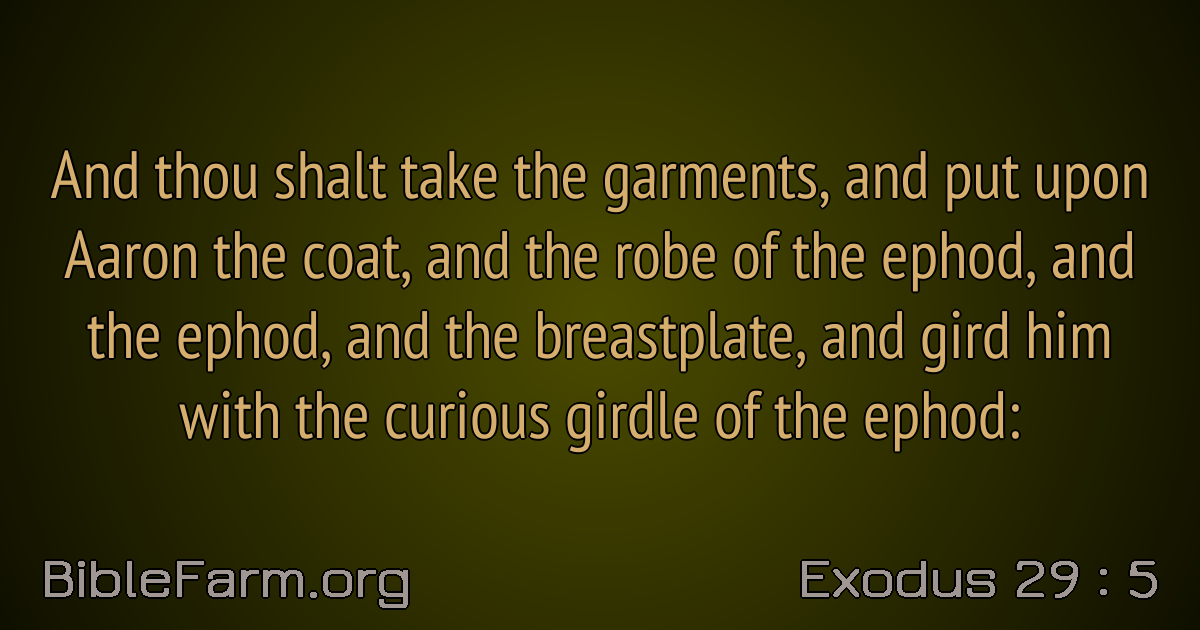 And thou shalt take the garments, and put upon
Aaron the coat, and the robe of the ephod, and
the ephod, and the breastplate, and gird him
with the curious girdle of the ephod:
BibleFarm.org
Exodus 29 : 5